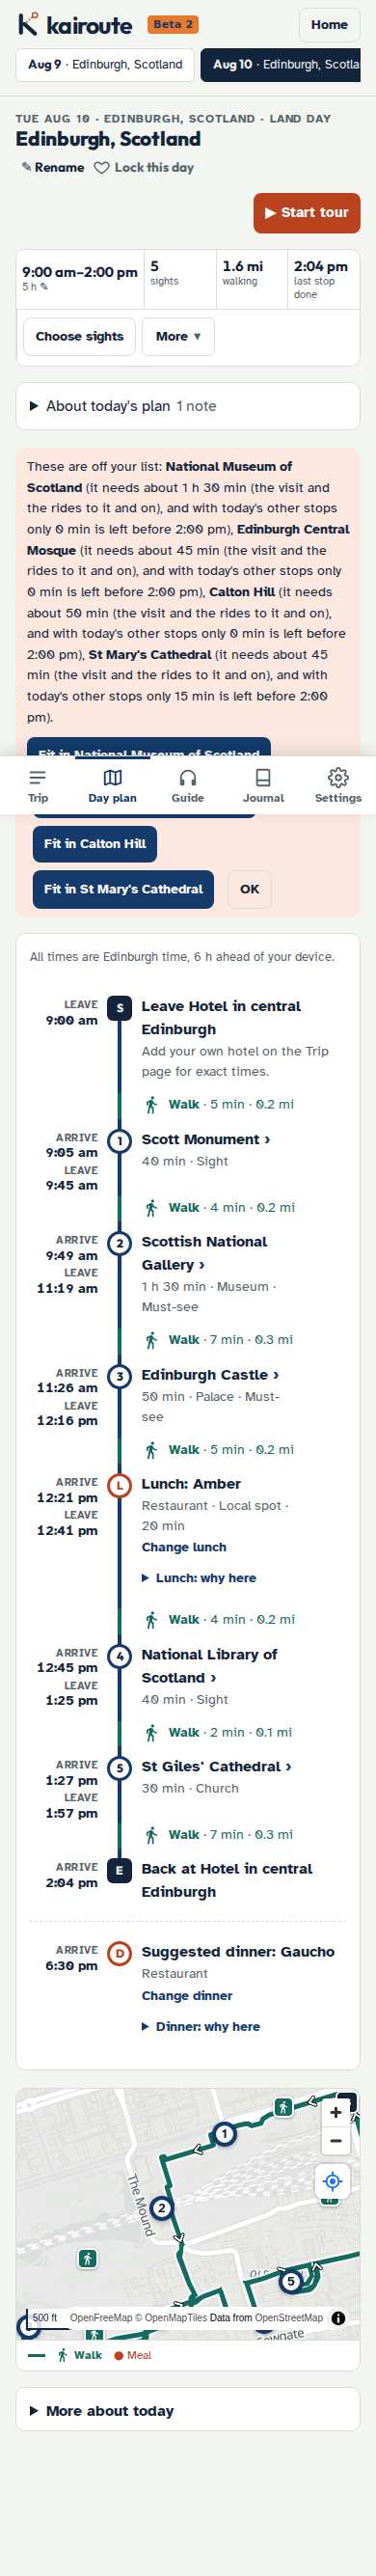 kairoute Beta 2 Home
Aug 9 · Edinburgh, Scotland Aug 10 · Edinburgh, Scotla
TUE AUG 10 · EDINBURGH, SCOTLAND · LAND DAY
Edinburgh, Scotland
✎ Rename ♡ Lock this day
▶ Start tour
9:00 am–2:00 pm 5 1.6 mi 2:04 pm
5 h ✎ sights walking last stop
done
Choose sights More ▾
▶ About today's plan 1 note
These are off your list: National Museum of
Scotland (it needs about 1 h 30 min (the visit and
the rides to it and on), and with today's other stops
only 0 min is left before 2:00 pm), Edinburgh Central
Mosque (it needs about 45 min (the visit and the
rides to it and on), and with today's other stops only
0 min is left before 2:00 pm), Calton Hill (it needs
about 50 min (the visit and the rides to it and on),
and with today's other stops only 0 min is left before
2:00 pm), St Mary's Cathedral (it needs about 45
min (the visit and the rides to it and on), and with
today's other stops only 15 min is left before 2:00
pm).
Fit in National Museum of Scotland
Trip Day plan Guide Journal Settings
Fit in Calton Hill
Fit in St Mary's Cathedral OK
All times are Edinburgh time, 6 h ahead of your device.
LEAVE
9:00 am
S
Leave Hotel in central
Edinburgh
Add your own hotel on the Trip
page for exact times.
Walk · 5 min · 0.2 mi
ARRIVE
9:05 am
LEAVE
9:45 am
1
Scott Monument ›
40 min · Sight
Walk · 4 min · 0.2 mi
ARRIVE
9:49 am
LEAVE
11:19 am
2
Scottish National
Gallery ›
1 h 30 min · Museum ·
Must-see
Walk · 7 min · 0.3 mi
ARRIVE
11:26 am
LEAVE
12:16 pm
3
Edinburgh Castle ›
50 min · Palace · Must-
see
Walk · 5 min · 0.2 mi
ARRIVE
12:21 pm
LEAVE
12:41 pm
L
Lunch: Amber
Restaurant · Local spot ·
20 min
Change lunch
▶ Lunch: why here
Walk · 4 min · 0.2 mi
ARRIVE
12:45 pm
LEAVE
1:25 pm
4
National Library of
Scotland ›
40 min · Sight
Walk · 2 min · 0.1 mi
ARRIVE
1:27 pm
LEAVE
1:57 pm
5
St Giles' Cathedral ›
30 min · Church
Walk · 7 min · 0.3 mi
ARRIVE
2:04 pm
E
Back at Hotel in central
Edinburgh
ARRIVE
6:30 pm
D
Suggested dinner: Gaucho
Restaurant
Change dinner
▶ Dinner: why here
+
−
1
The Mound
2
5
500 ft OpenFreeMap © OpenMapTiles Data from OpenStreetMap
Walk Meal
▶ More about today